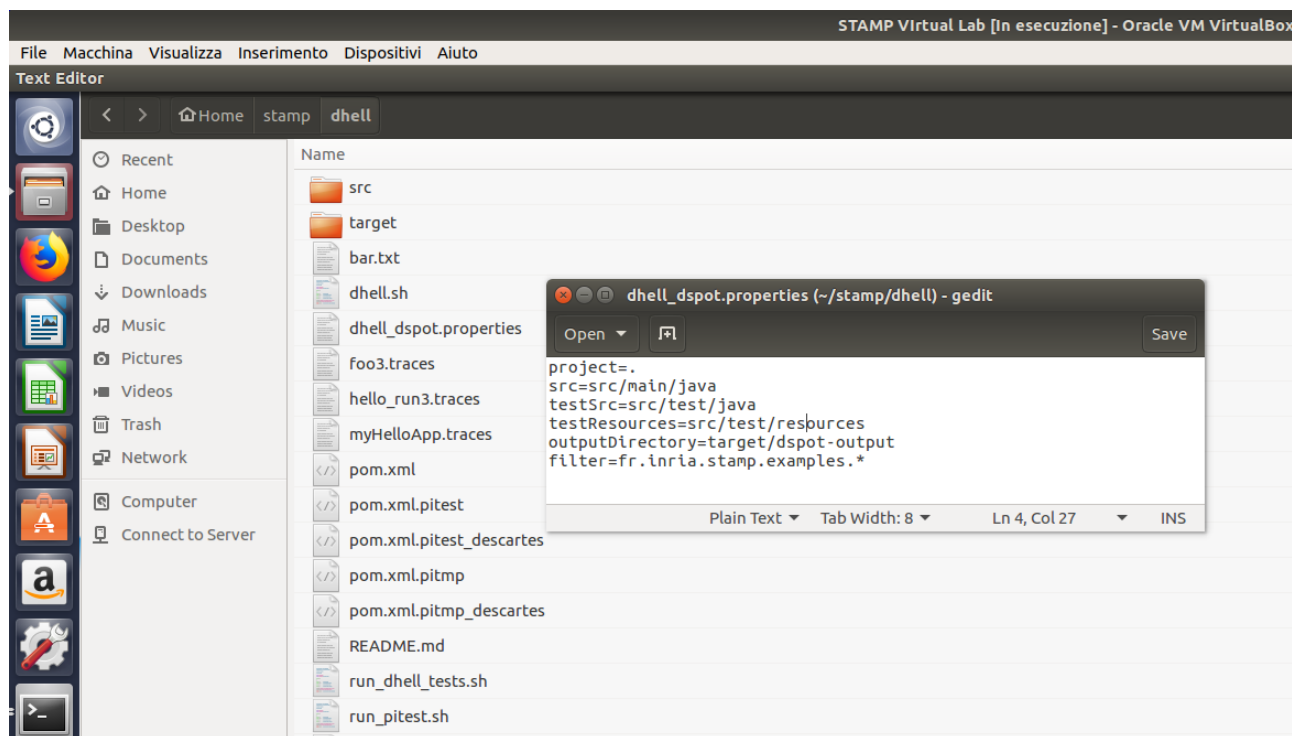 STAMP VIrtual Lab [In esecuzione] - Oracle VM VirtualBox
File Macchina Visualizza Inserimento Dispositivi Aiuto
Text Editor
Home stamp dhell
Recent
Home
Desktop
Documents
Downloads
Music
Pictures
Videos
Trash
Network
Computer
Connect to Server
Name
src
target
bar.txt
dhell.sh
dhell_dspot.properties
foo3.traces
hello_run3.traces
myHelloApp.traces
pom.xml
pom.xml.pitest
pom.xml.pitest_descartes
pom.xml.pitmp
pom.xml.pitmp_descartes
README.md
run_dhell_tests.sh
run_pitest.sh
dhell_dspot.properties (~/stamp/dhell) - gedit
Open Save
project=.
src=src/main/java
testSrc=src/test/java
testResources=src/test/resources
outputDirectory=target/dspot-output
filter=fr.inria.stamp.examples.*
Plain Text Tab Width: 8 Ln 4, Col 27 INS